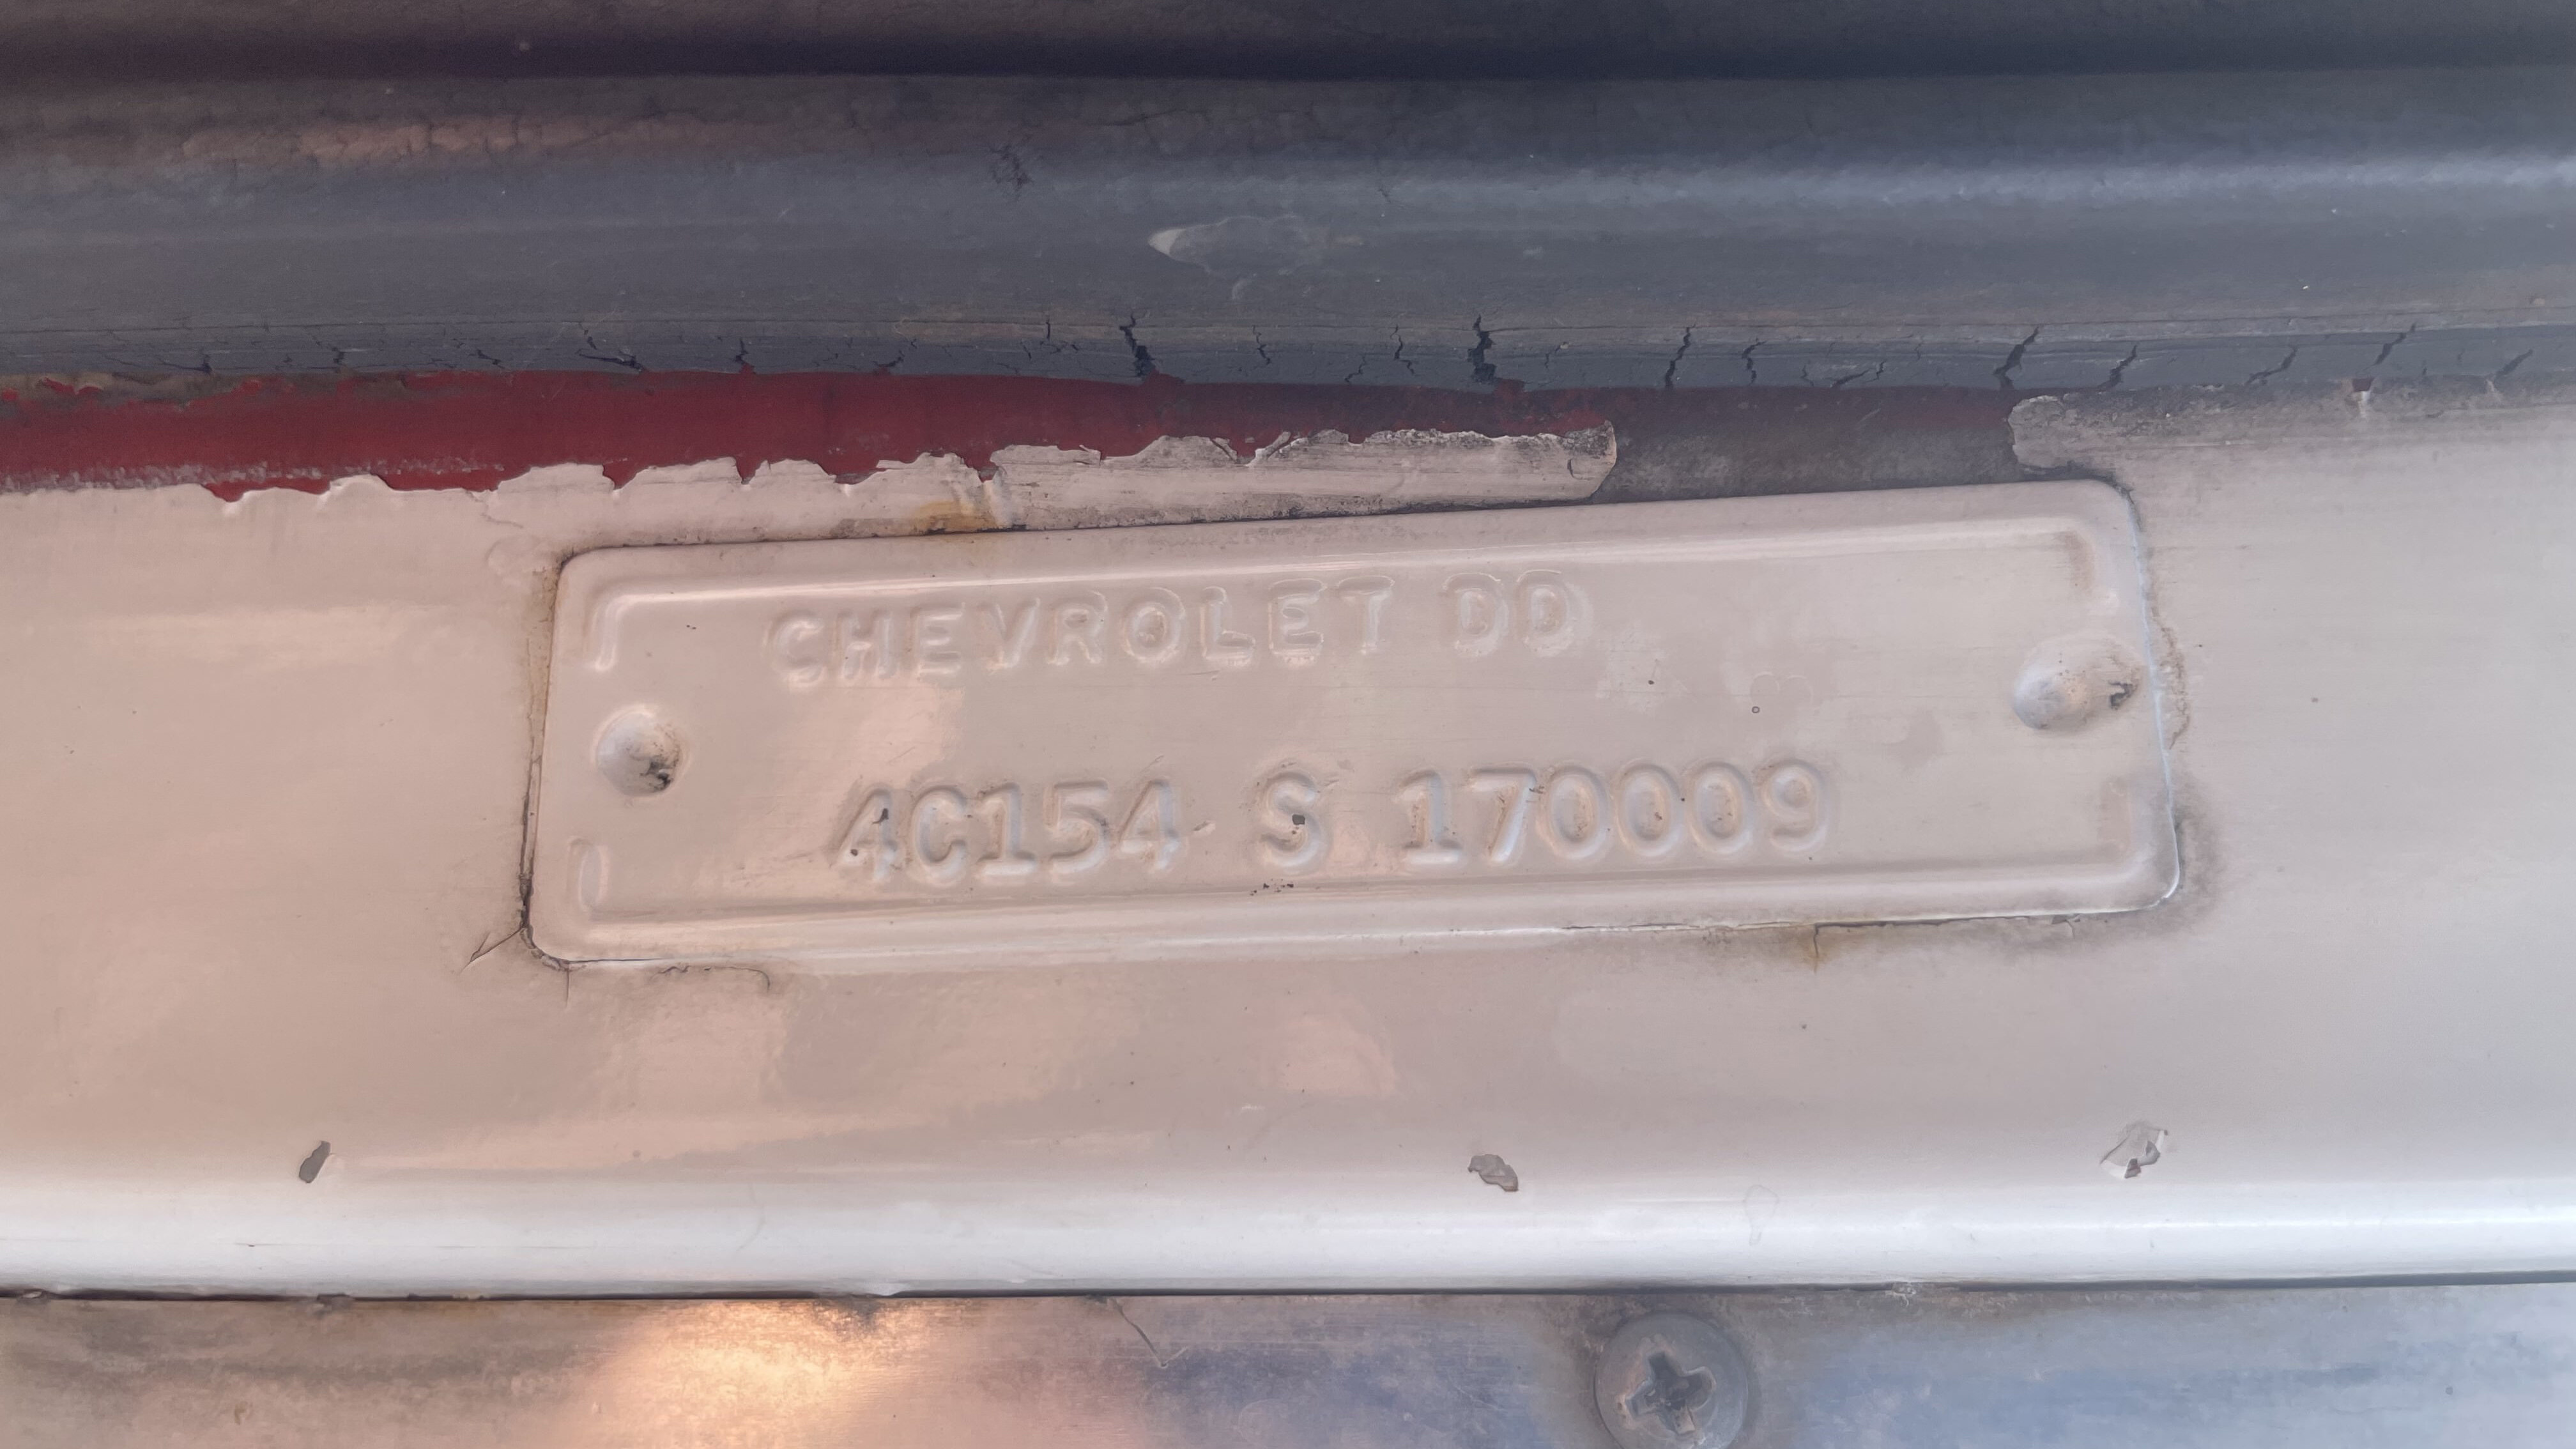 CHEVROLET DD
4C154 S 170009